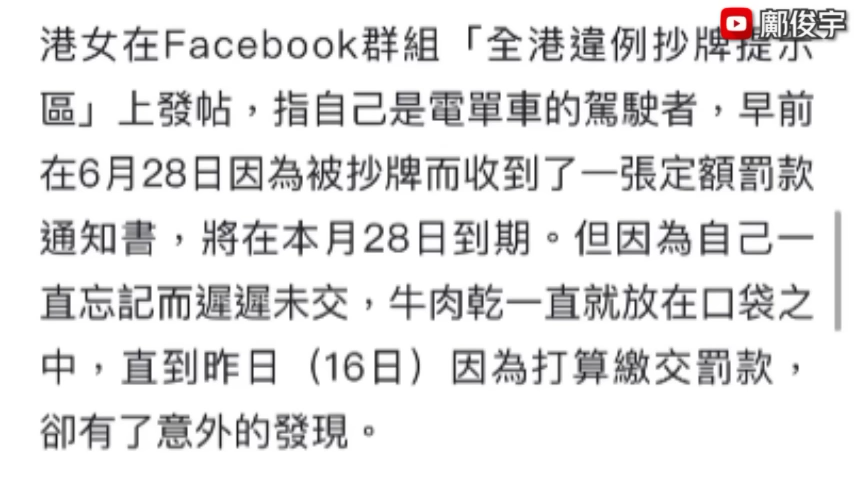 鄺俊宇
港女在Facebook群組「全港違例抄牌提示
區」上發帖，指自己是電單車的駕駛者，早前
在6月28日因為被抄牌而收到了一張定額罰款
通知書，將在本月28日到期。但因為自己一
直忘記而遲遲未交，牛肉乾一直就放在口袋之
中，直到昨日（16日）因為打算繳交罰款，
卻有了意外的發現。